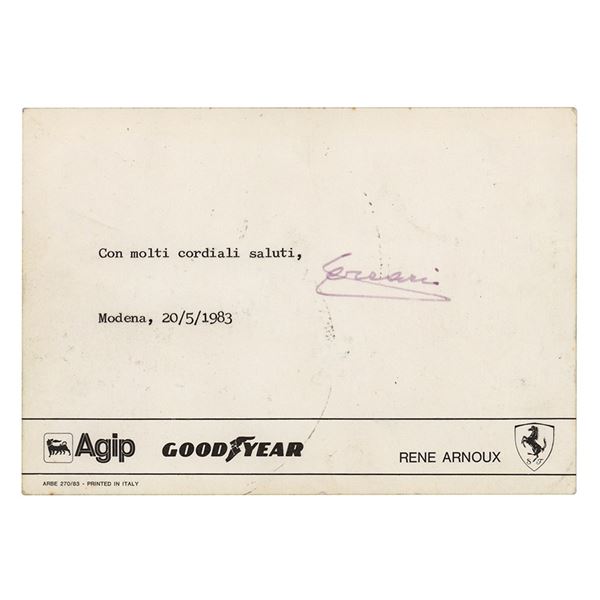 Con molti cordiali saluti,
Ferrari
Modena, 20/5/1983
Agip
GOODYEAR
RENE ARNOUX
S F
ARBE 270/83 - PRINTED IN ITALY